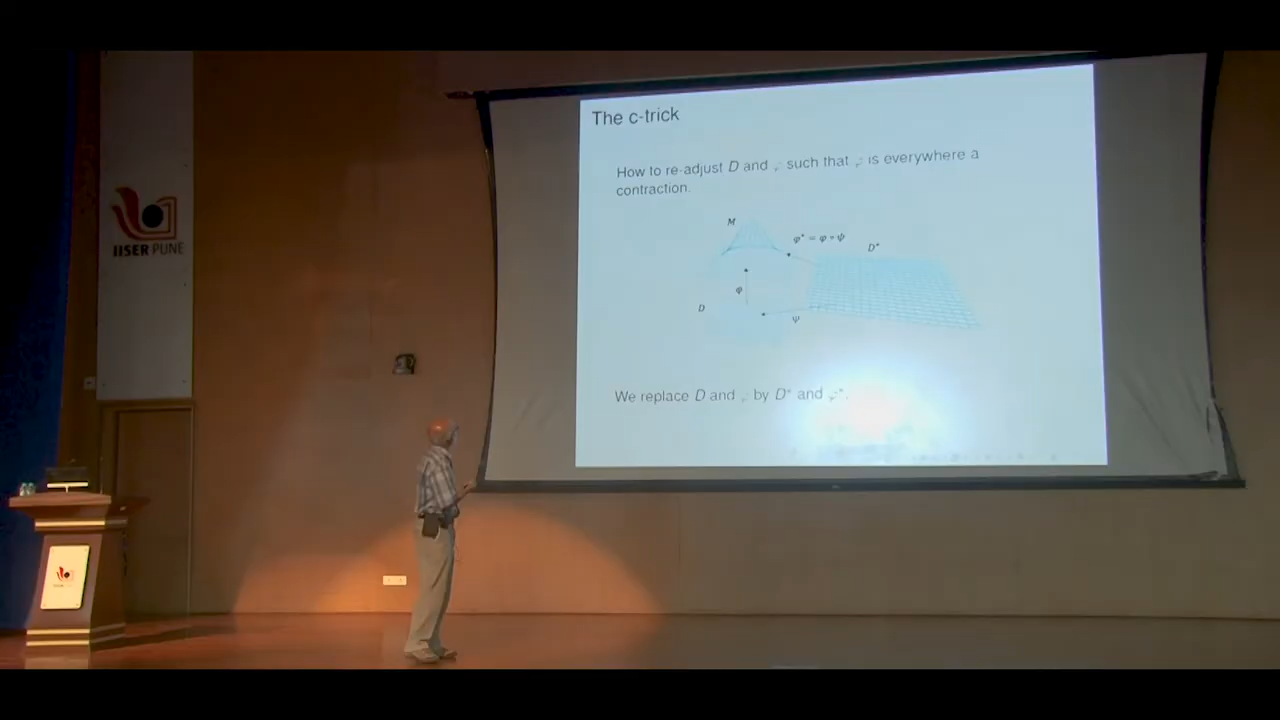 The c-trick
How to re-adjust D and φ such that φ is everywhere a
contraction.
M
φ* = φ ∘ ψ
D*
φ
D
ψ
We replace D and φ by D* and φ*.
IISER PUNE